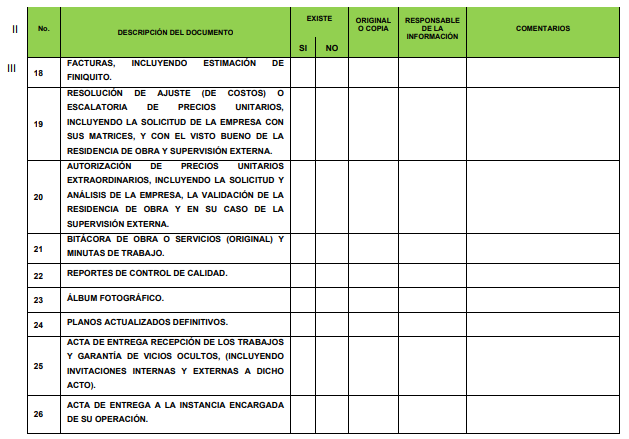 II
III
No.
DESCRIPCIÓN DEL DOCUMENTO
EXISTE
SI NO
ORIGINAL
O COPIA
RESPONSABLE
DE LA
INFORMACIÓN
COMENTARIOS
18
FACTURAS, INCLUYENDO ESTIMACIÓN DE
FINIQUITO.
19
RESOLUCIÓN DE AJUSTE (DE COSTOS) O
ESCALATORIA DE PRECIOS UNITARIOS,
INCLUYENDO LA SOLICITUD DE LA EMPRESA CON
SUS MATRICES, Y CON EL VISTO BUENO DE LA
RESIDENCIA DE OBRA Y SUPERVISIÓN EXTERNA.
20
AUTORIZACIÓN DE PRECIOS UNITARIOS
EXTRAORDINARIOS, INCLUYENDO LA SOLICITUD Y
ANÁLISIS DE LA EMPRESA, LA VALIDACIÓN DE LA
RESIDENCIA DE OBRA Y EN SU CASO DE LA
SUPERVISIÓN EXTERNA.
21
BITÁCORA DE OBRA O SERVICIOS (ORIGINAL) Y
MINUTAS DE TRABAJO.
22
REPORTES DE CONTROL DE CALIDAD.
23
ÁLBUM FOTOGRÁFICO.
24
PLANOS ACTUALIZADOS DEFINITIVOS.
25
ACTA DE ENTREGA RECEPCIÓN DE LOS TRABAJOS
Y GARANTÍA DE VICIOS OCULTOS, (INCLUYENDO
INVITACIONES INTERNAS Y EXTERNAS A DICHO
ACTO).
26
ACTA DE ENTREGA A LA INSTANCIA ENCARGADA
DE SU OPERACIÓN.